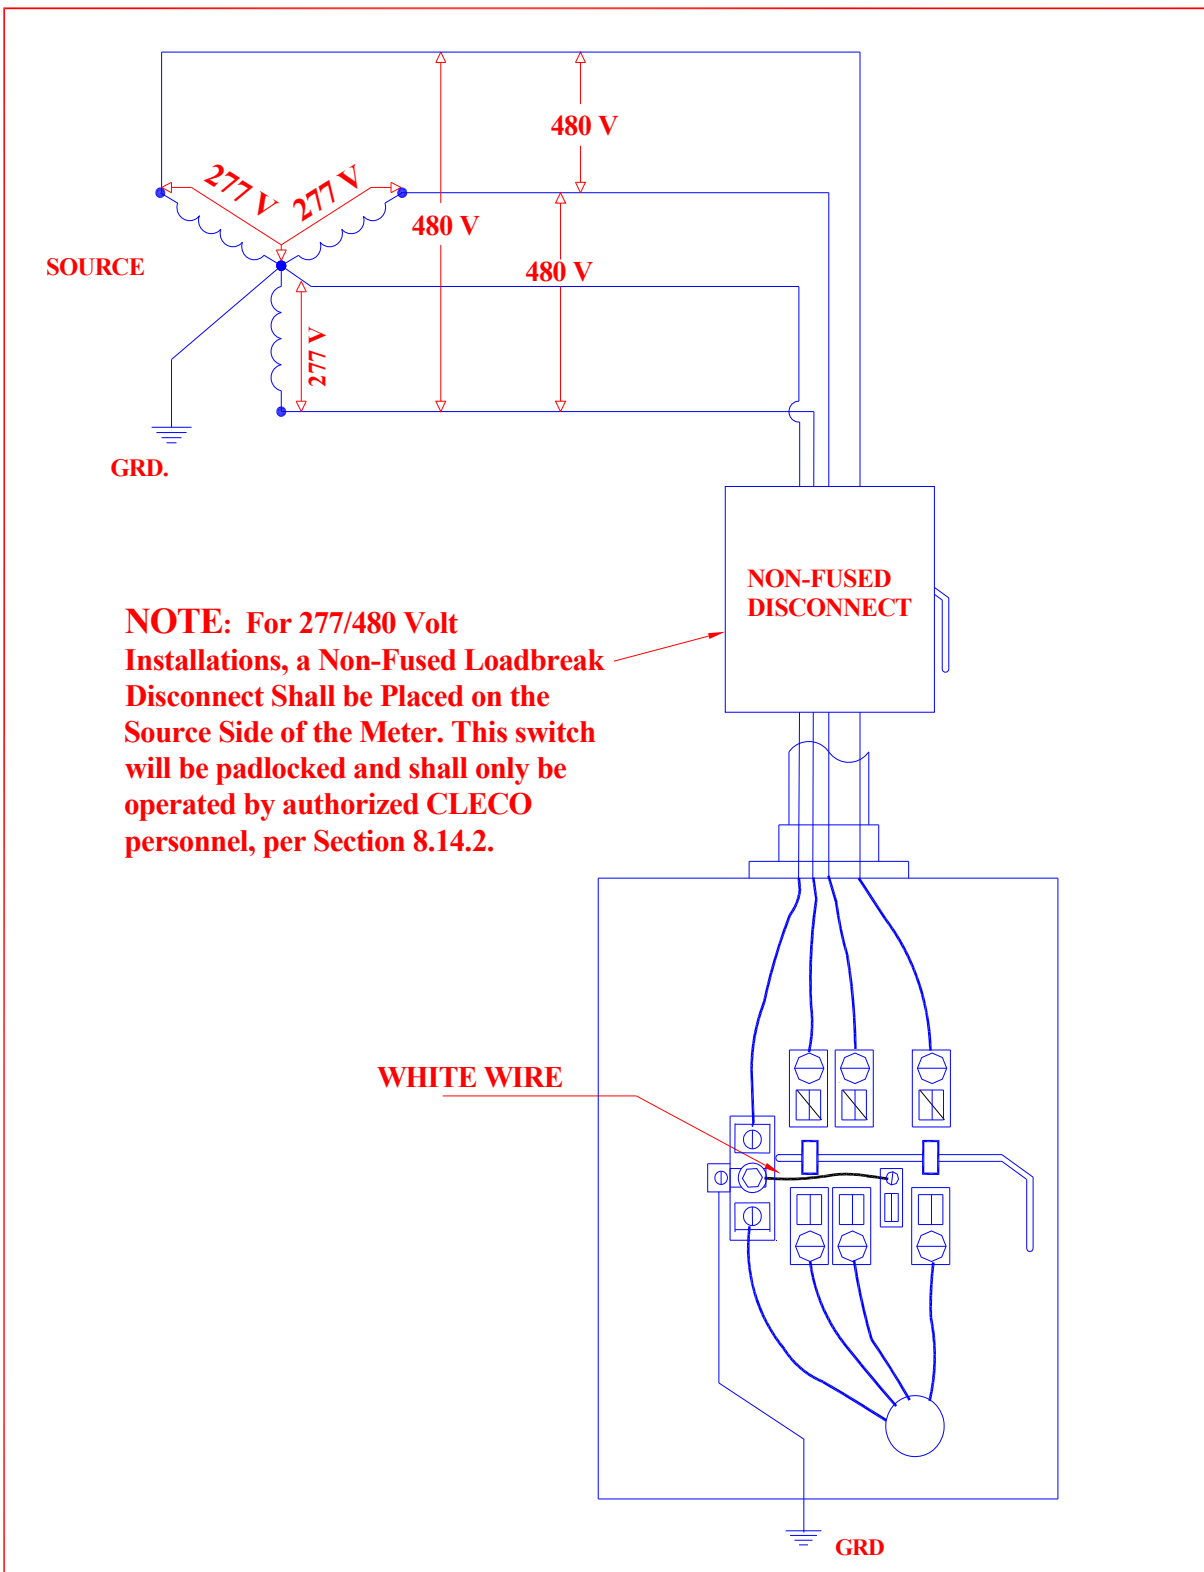 480 V
277 V
277 V
480 V
SOURCE
480 V
277 V
GRD.
NON-FUSED
DISCONNECT
NOTE: For 277/480 Volt
Installations, a Non-Fused Loadbreak
Disconnect Shall be Placed on the
Source Side of the Meter. This switch
will be padlocked and shall only be
operated by authorized CLECO
personnel, per Section 8.14.2.
WHITE WIRE
GRD